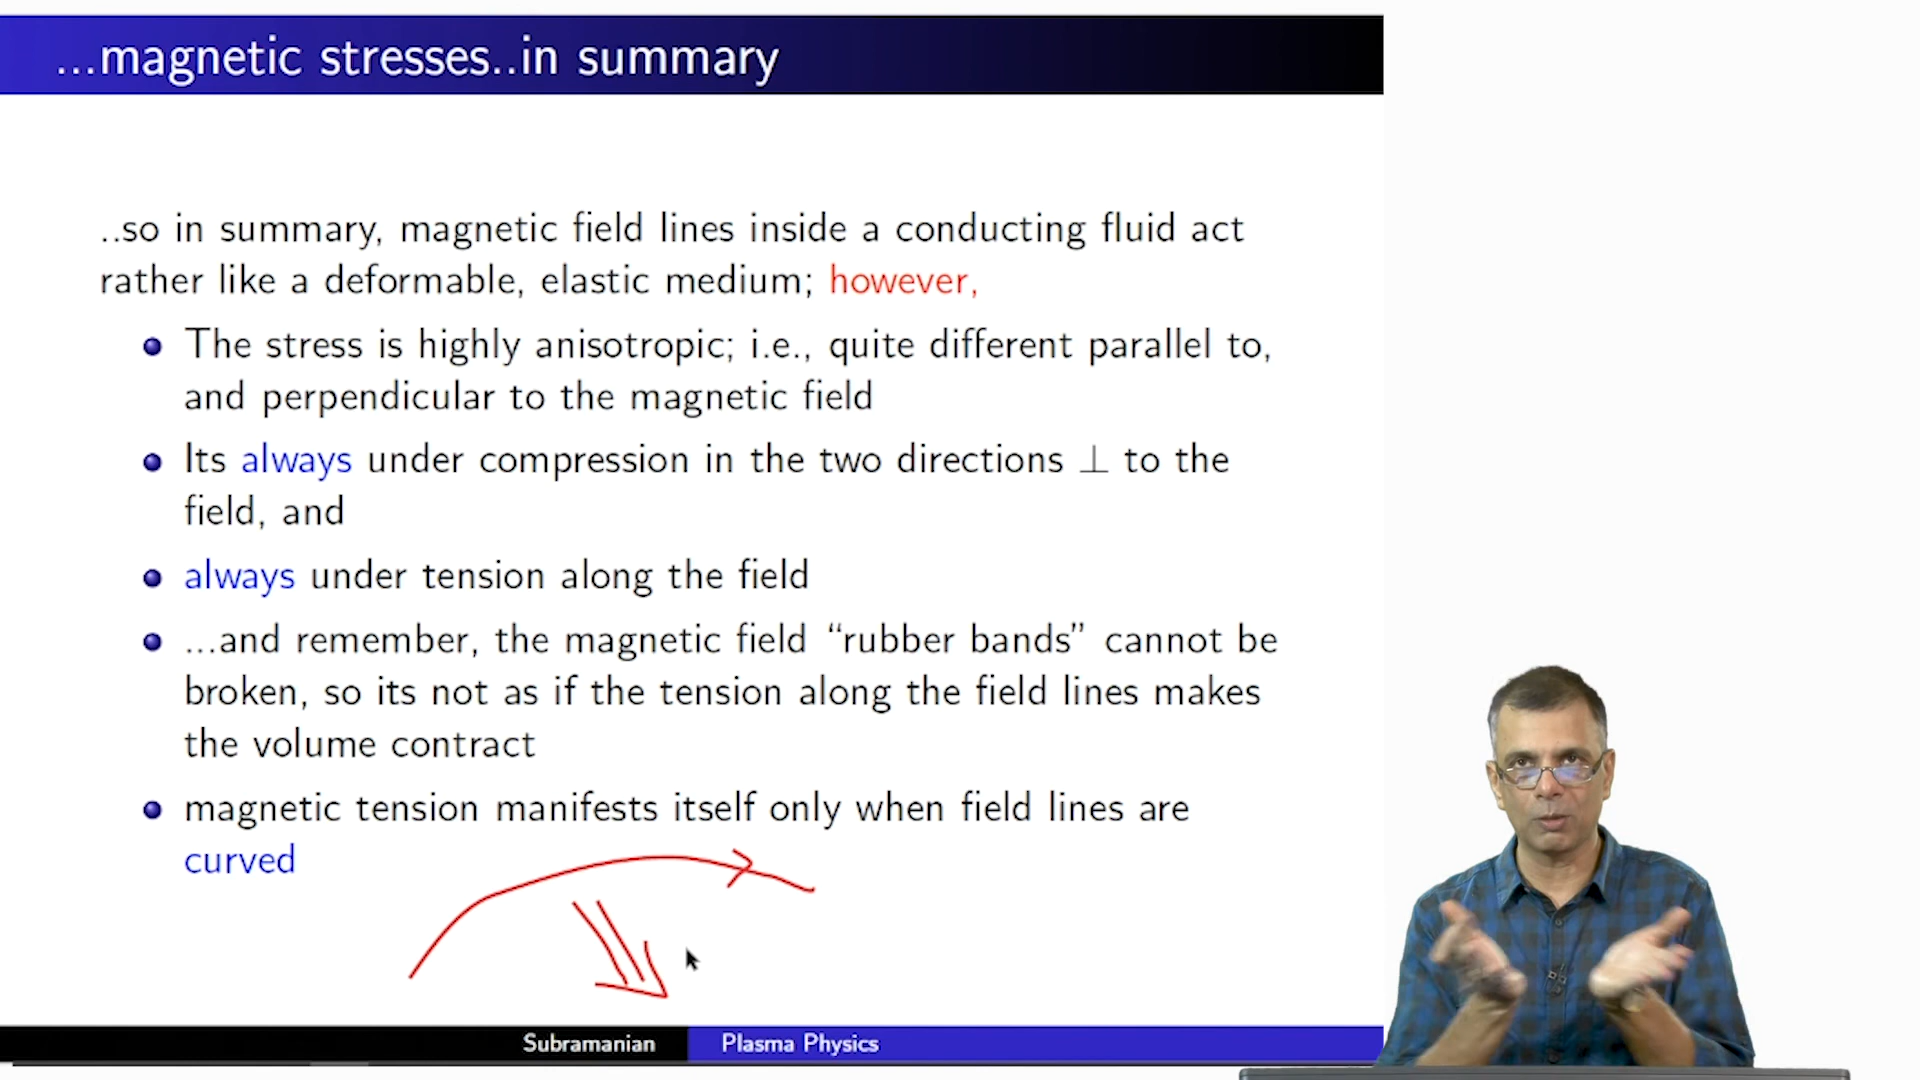 ...magnetic stresses..in summary
..so in summary, magnetic field lines inside a conducting fluid act
rather like a deformable, elastic medium; however,
The stress is highly anisotropic; i.e., quite different parallel to,
and perpendicular to the magnetic field
Its always under compression in the two directions ⊥ to the
field, and
always under tension along the field
...and remember, the magnetic field “rubber bands” cannot be
broken, so its not as if the tension along the field lines makes
the volume contract
magnetic tension manifests itself only when field lines are
curved
Subramanian
Plasma Physics